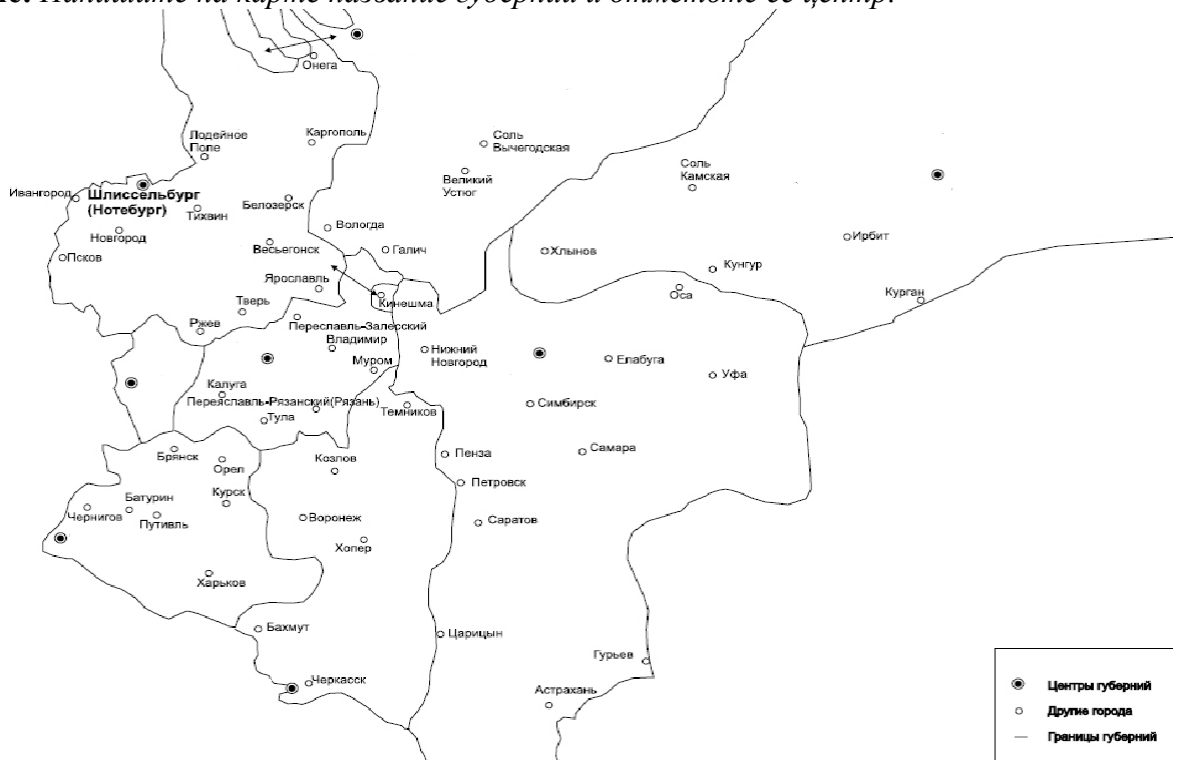 Напишите на карте название губернии и отметьте ее центр.
Онега
Лодейное
Поле
Каргополь
Соль
Вычегодская
Великий
Устюг
Соль
Камская
Ивангород
Шлиссельбург
(Нотебург)
Тихвин
Белозерск
Новгород
Вологда
Псков
Весьегонск
Галич
Хлынов
Ирбит
Кунгур
Ярославль
Оса
Курган
Кинешма
Тверь
Ржев
Переславль-Залесский
Владимир
Нижний
Новгород
Муром
Елабуга
Уфа
Калуга
Переяславль-Рязанский(Рязань)
Темников
Тула
Симбирск
Брянск
Орел
Козлов
Пенза
Самара
Петровск
Курск
Батурин
Чернигов
Путивль
Воронеж
Саратов
Хопер
Харьков
Бахмут
Царицын
Гурьев
Черкасск
Астрахань
Центры губерний
Другие города
Границы губерний